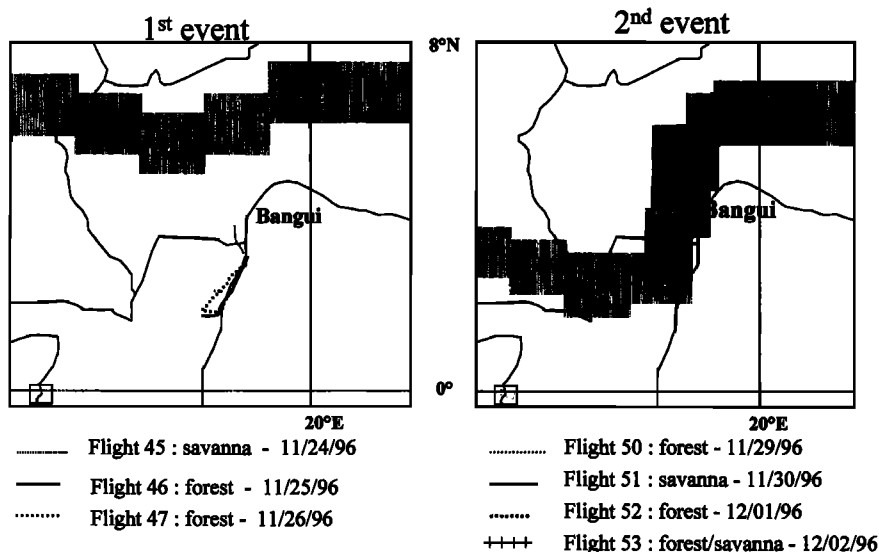 1st event
2nd event
8°N
Bangui
Bangui
0°
20°E
20°E
Flight 45 : savanna - 11/24/96
Flight 46 : forest - 11/25/96
Flight 47 : forest - 11/26/96
Flight 50 : forest - 11/29/96
Flight 51 : savanna - 11/30/96
Flight 52 : forest - 12/01/96
Flight 53 : forest/savanna - 12/02/96